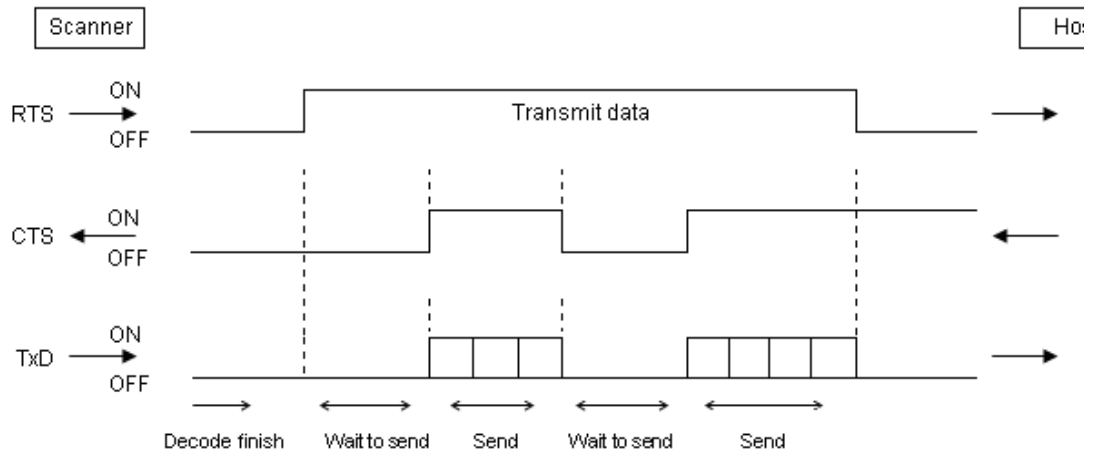 Scanner
Hos
ON
RTS
OFF
Transmit data
ON
CTS
OFF
ON
TxD
OFF
Decode finish Wait to send Send Wait to send Send